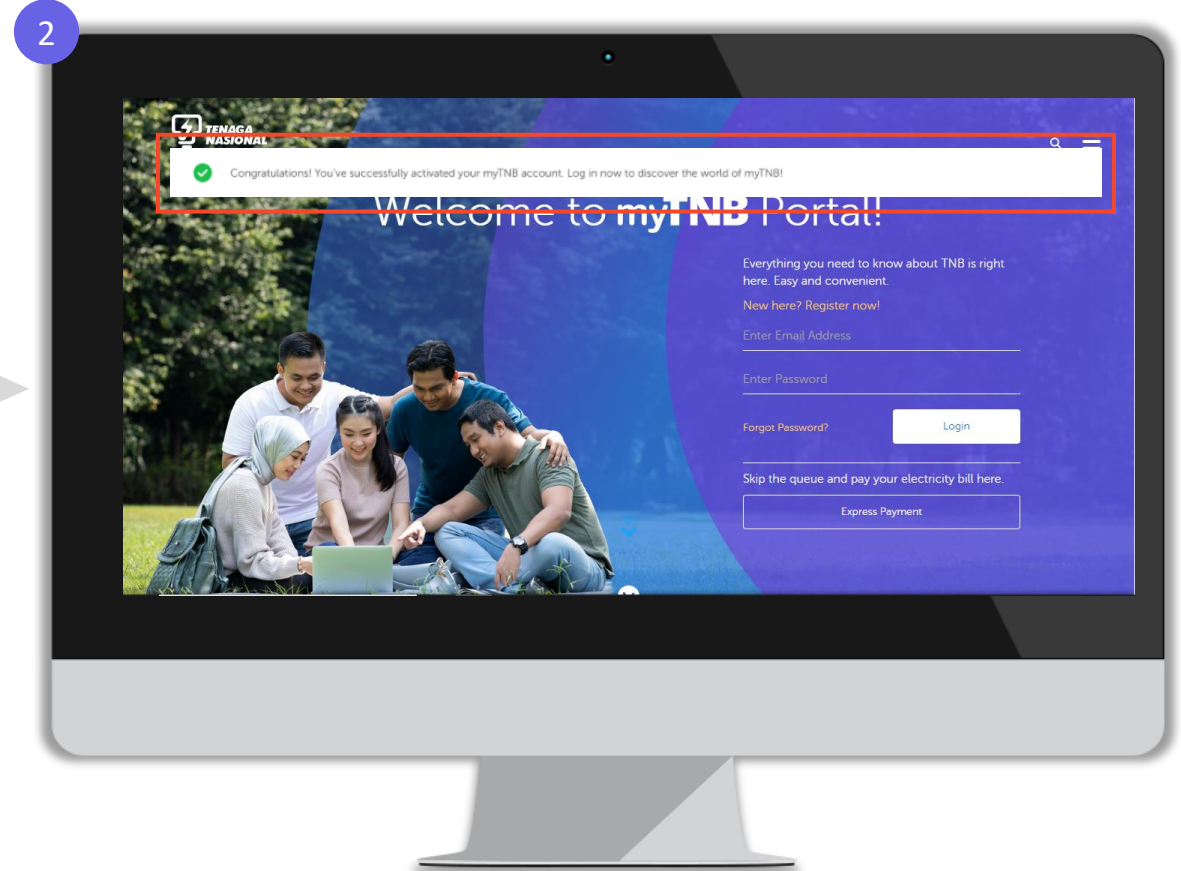 2
TENAGA
NASIONAL
Congratulations! You've successfully activated your myTNB account. Log in now to discover the world of myTNB!
Welcome to myTNB Portal!
Everything you need to know about TNB is right
here. Easy and convenient.
New here? Register now!
Enter Email Address
Enter Password
Forgot Password?
Login
Skip the queue and pay your electricity bill here.
Express Payment